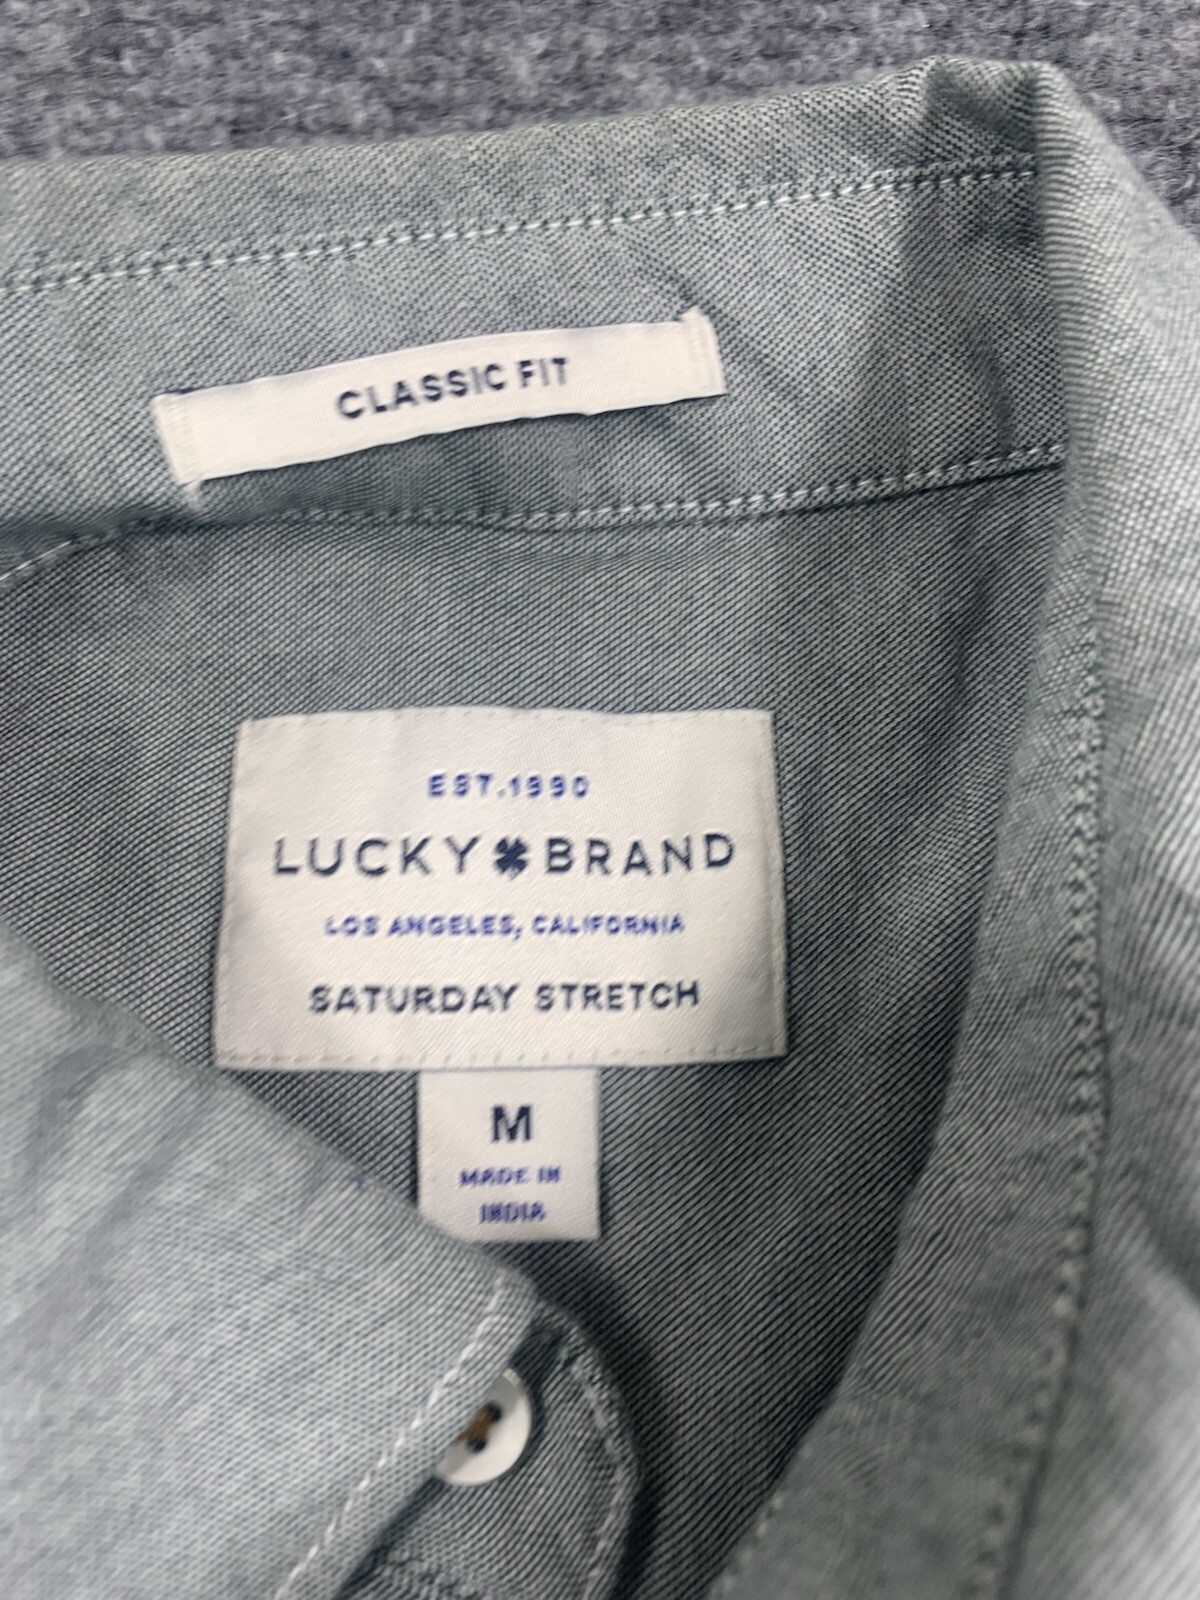 CLASSIC FIT
EST.1990
LUCKY BRAND
LOS ANGELES, CALIFORNIA
SATURDAY STRETCH
M
MADE IN
INDIA